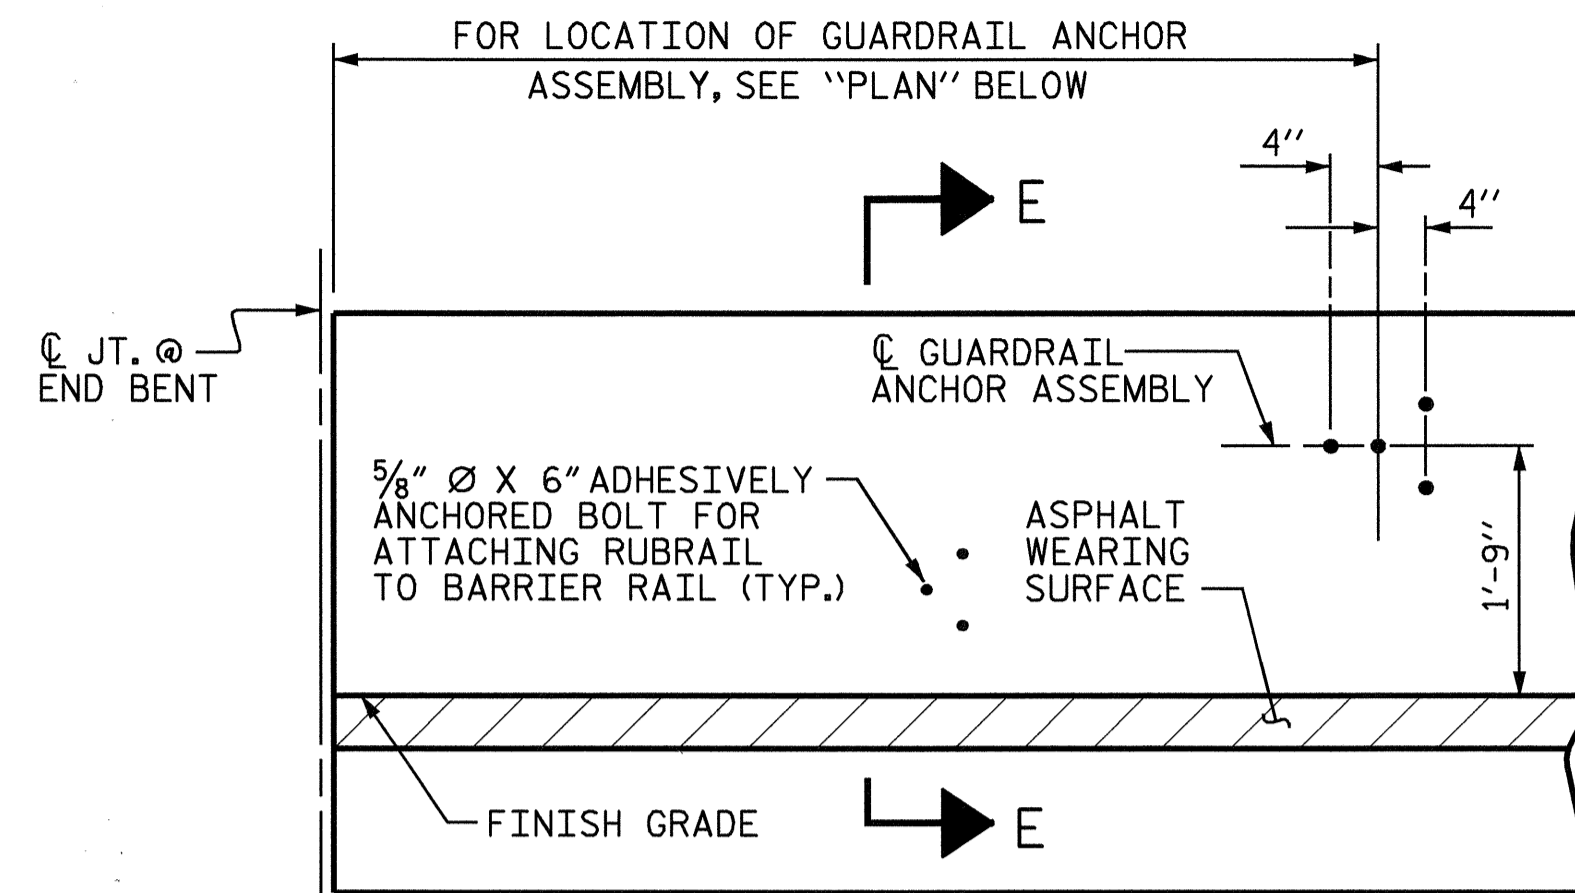 FOR LOCATION OF GUARDRAIL ANCHOR
ASSEMBLY, SEE "PLAN" BELOW
4"
4"
E
℄ JT. @
END BENT
℄ GUARDRAIL
ANCHOR ASSEMBLY
5/8" Ø X 6" ADHESIVELY
ANCHORED BOLT FOR
ATTACHING RUBRAIL
TO BARRIER RAIL (TYP.)
ASPHALT
WEARING
SURFACE
1'-9"
FINISH GRADE
E